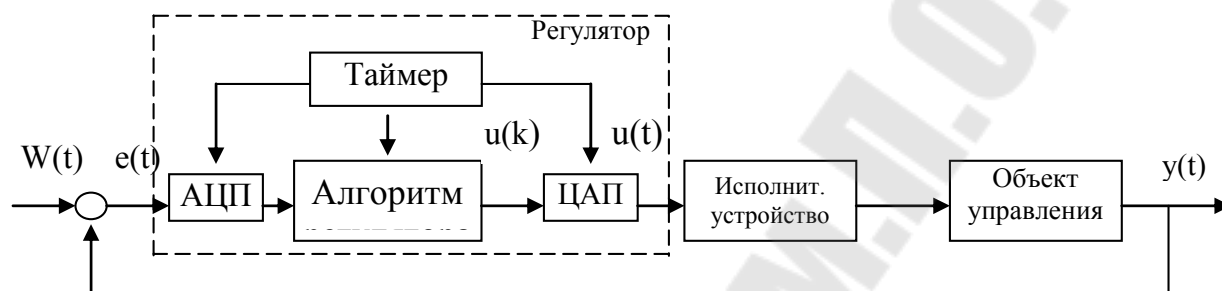 Регулятор
Таймер
W(t)
e(t)
u(k)
u(t)
АЦП
Алгоритм
ЦАП
Исполнит.
устройство
Объект
управления
y(t)